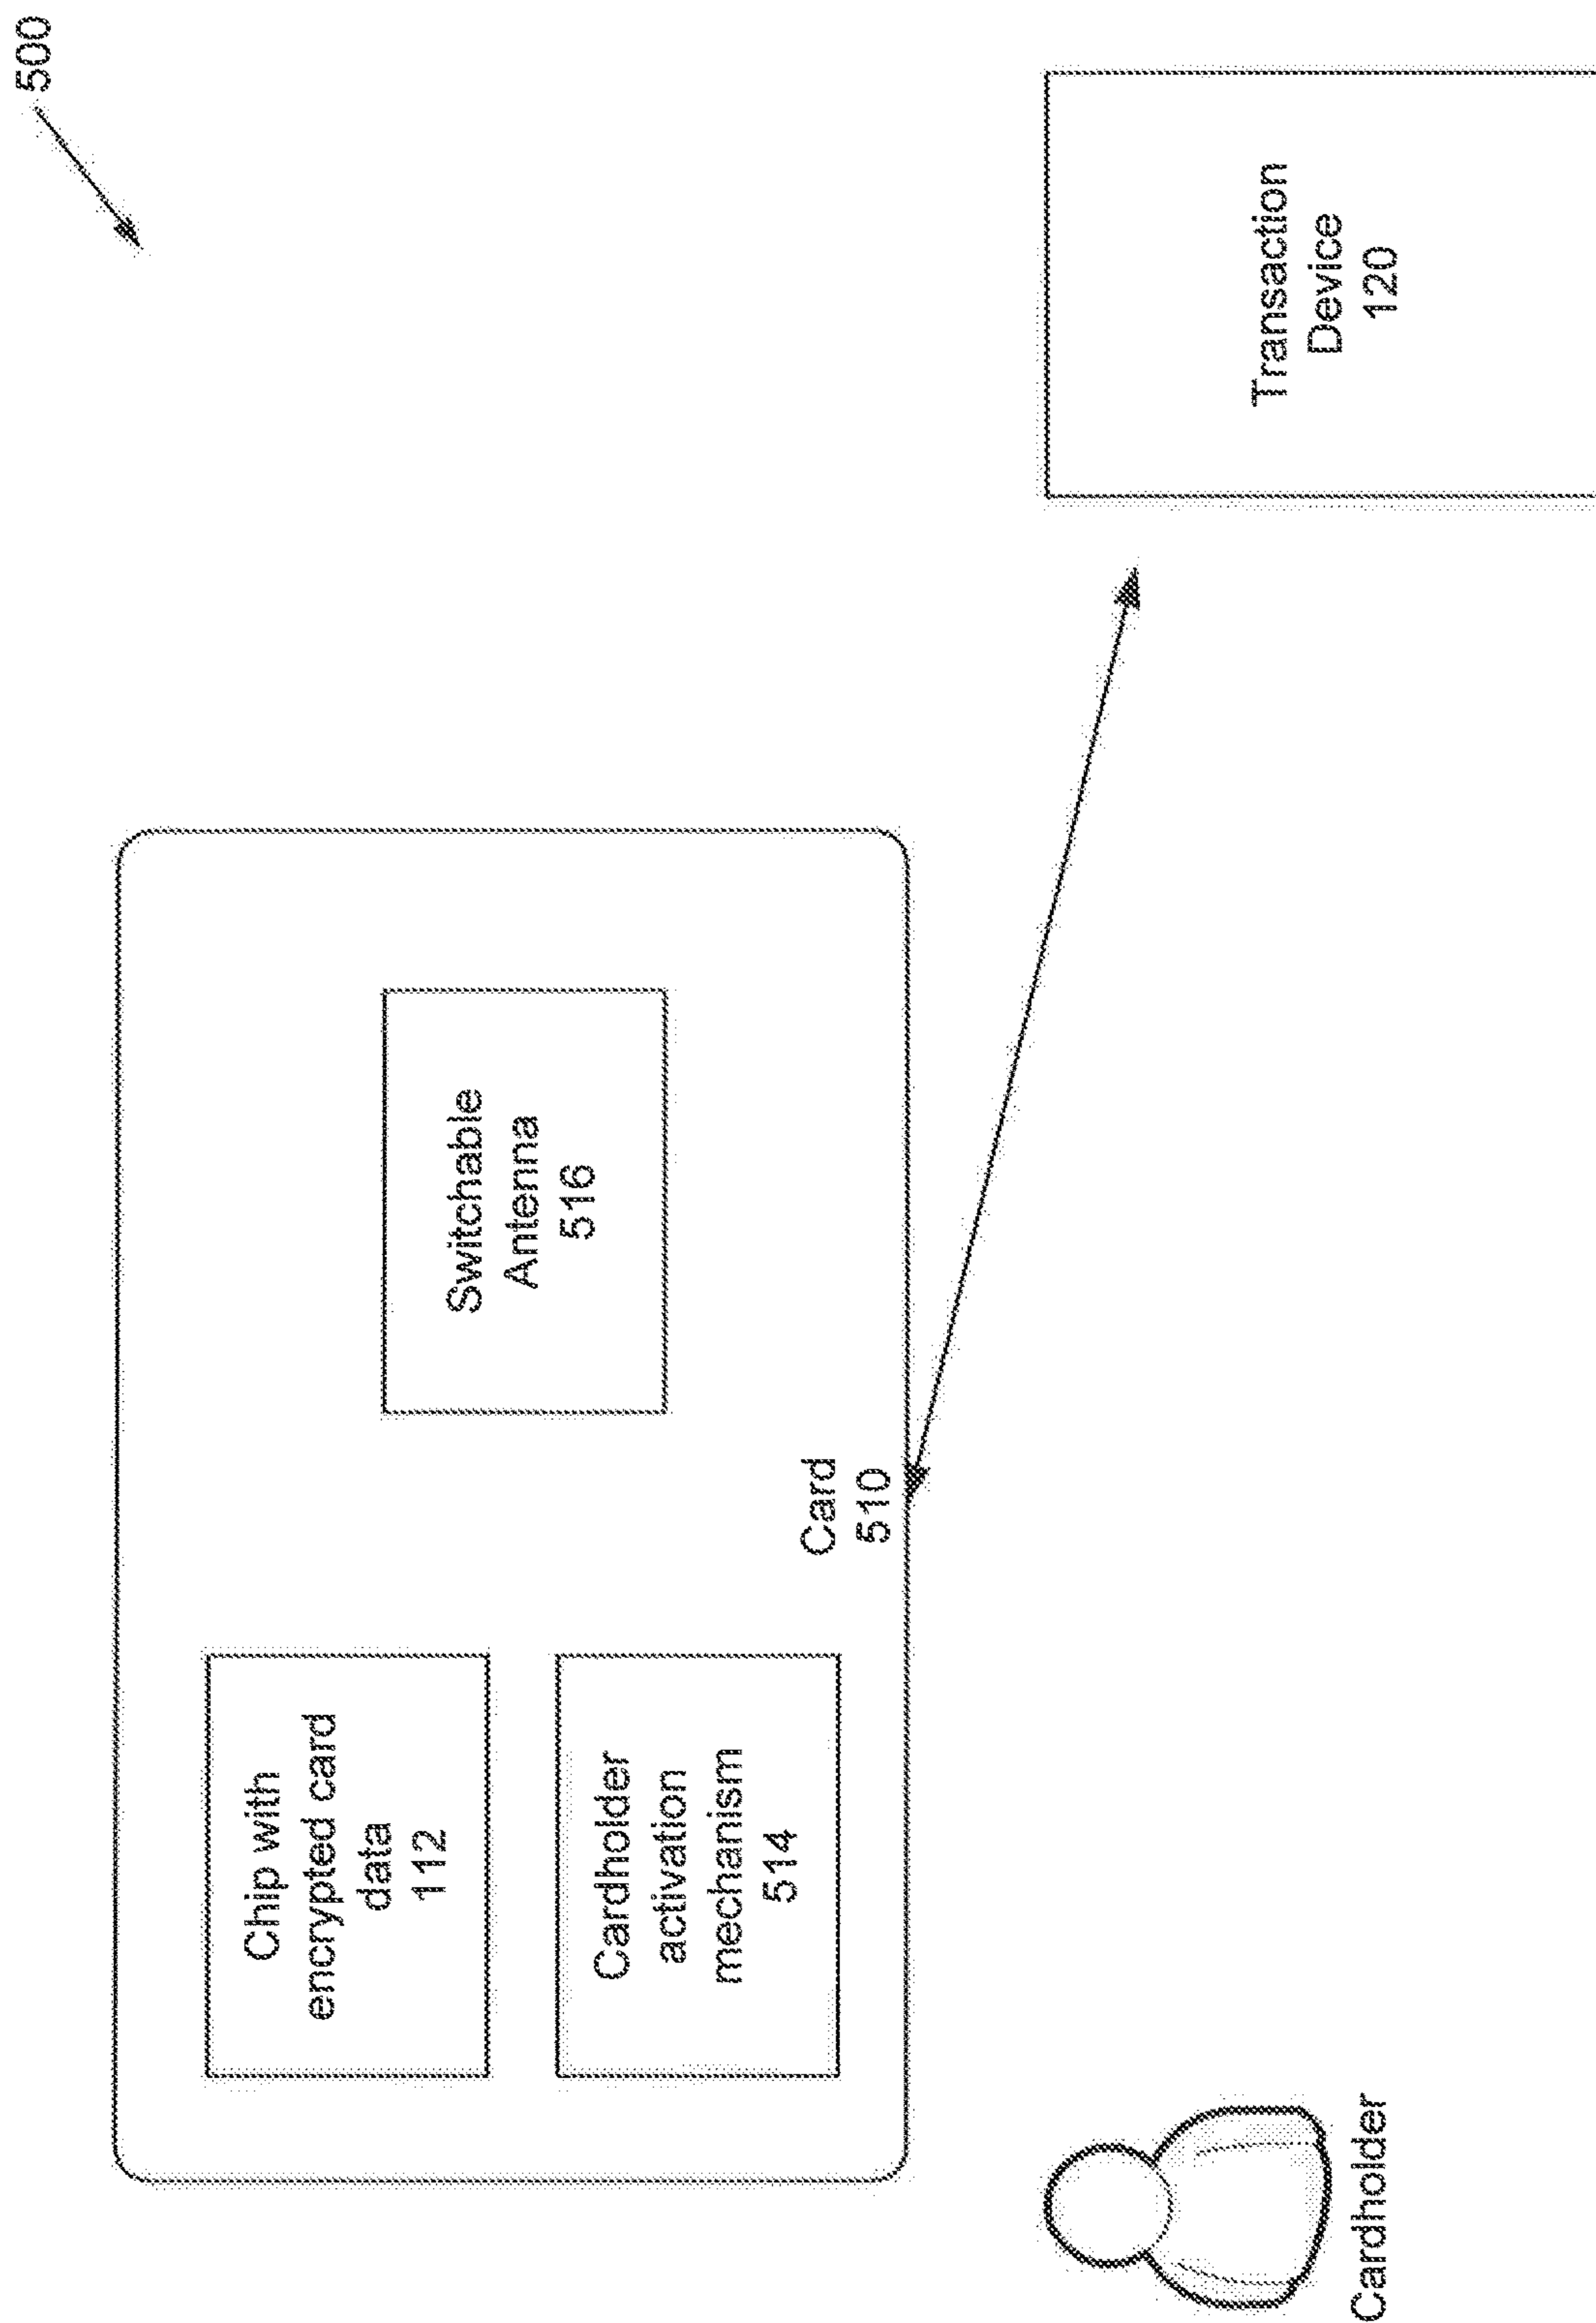 500
Chip with
encrypted card
data
112
Cardholder
activation
mechanism
514
Switchable
Antenna
516
Card
510
Transaction
Device
120
Cardholder